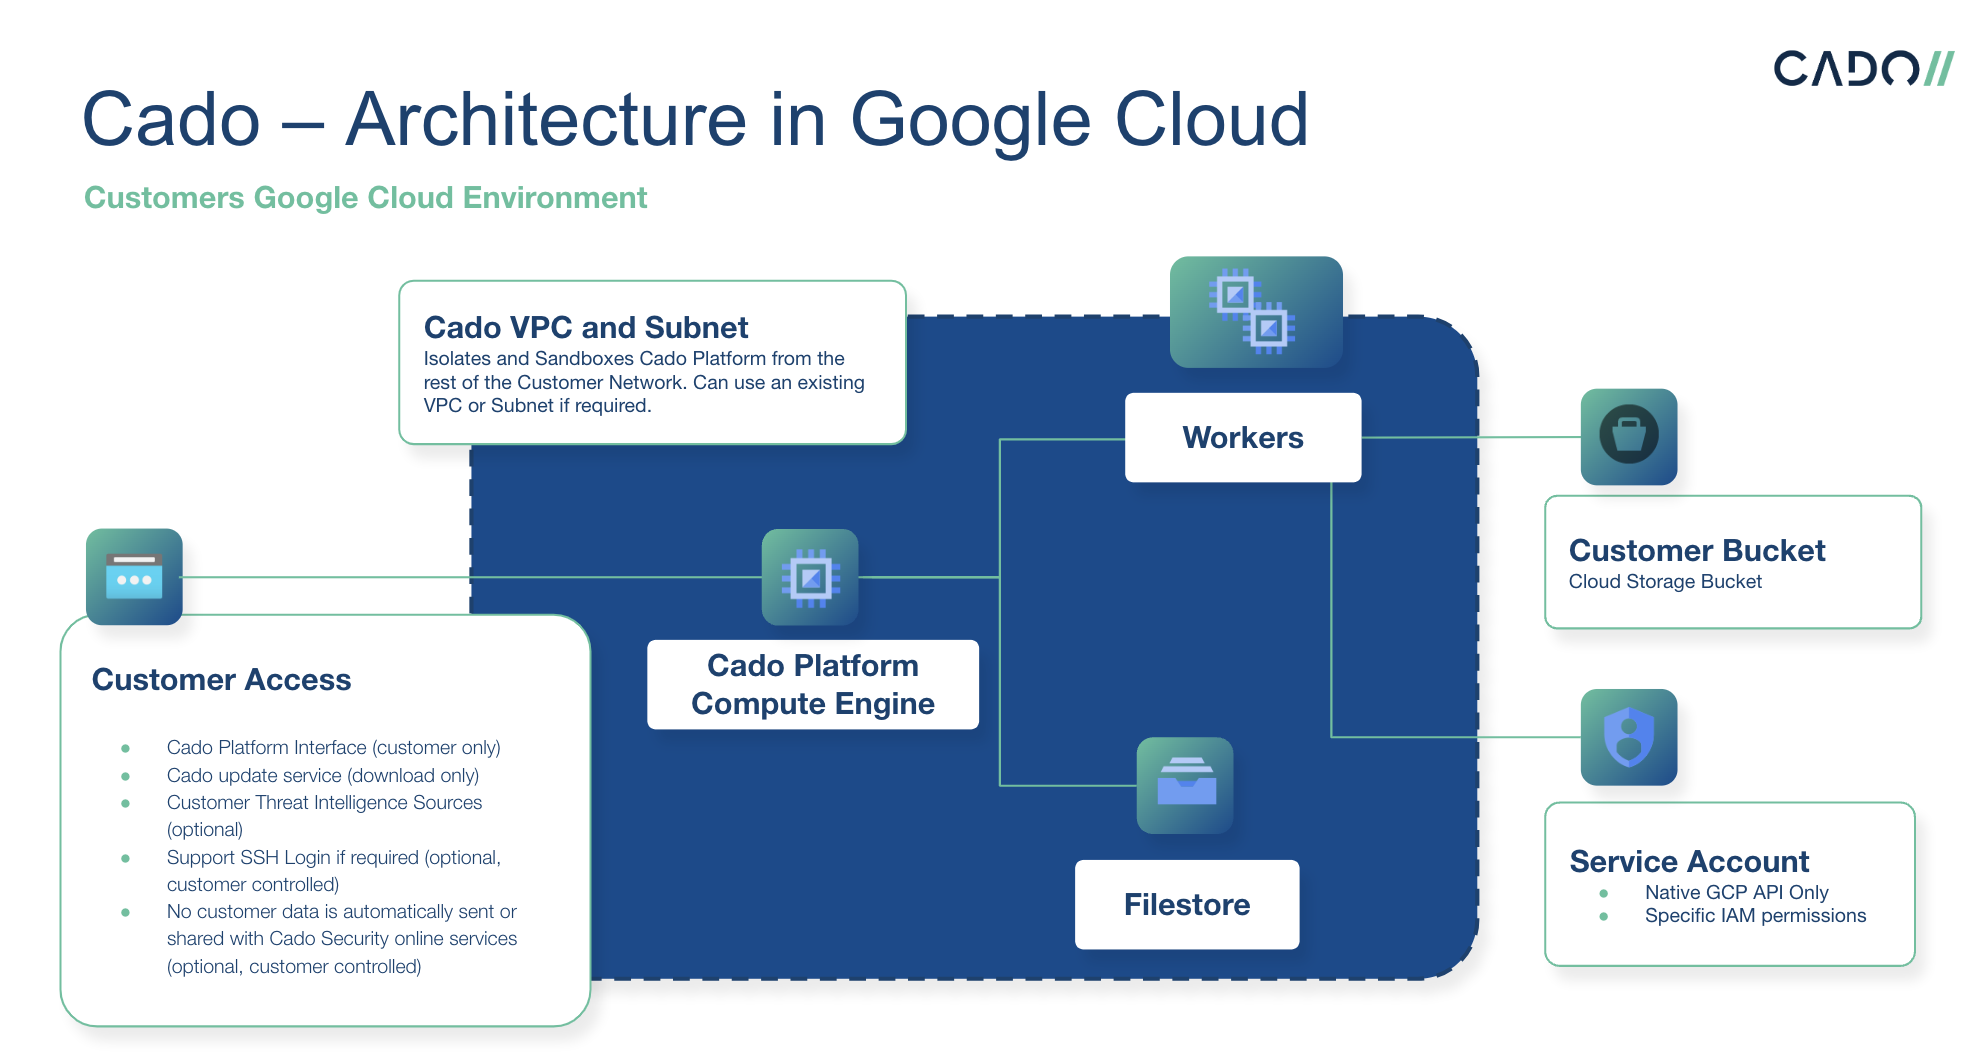 CADO//
Cado – Architecture in Google Cloud
Customers Google Cloud Environment
Cado VPC and Subnet
Isolates and Sandboxes Cado Platform from the
rest of the Customer Network. Can use an existing
VPC or Subnet if required.
Workers
Customer Bucket
Cloud Storage Bucket
Cado Platform
Compute Engine
Customer Access
● Cado Platform Interface (customer only)
● Cado update service (download only)
● Customer Threat Intelligence Sources
(optional)
● Support SSH Login if required (optional,
customer controlled)
● No customer data is automatically sent or
shared with Cado Security online services
(optional, customer controlled)
Filestore
Service Account
● Native GCP API Only
● Specific IAM permissions